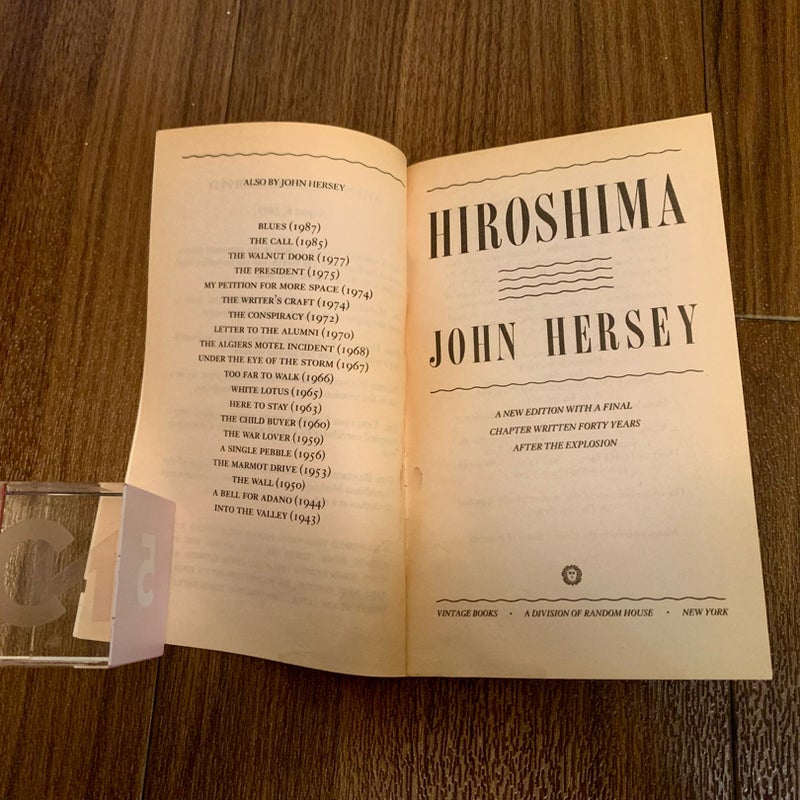 ALSO BY JOHN HERSEY
BLUES (1987)
THE CALL (1985)
THE WALNUT DOOR (1977)
THE PRESIDENT (1975)
MY PETITION FOR MORE SPACE (1974)
THE WRITER'S CRAFT (1974)
THE CONSPIRACY (1972)
LETTER TO THE ALUMNI (1970)
THE ALGIERS MOTEL INCIDENT (1968)
UNDER THE EYE OF THE STORM (1967)
TOO FAR TO WALK (1966)
WHITE LOTUS (1965)
HERE TO STAY (1963)
THE CHILD BUYER (1960)
THE WAR LOVER (1959)
A SINGLE PEBBLE (1956)
THE MARMOT DRIVE (1953)
THE WALL (1950)
A BELL FOR ADANO (1944)
INTO THE VALLEY (1943)
HIROSHIMA
JOHN HERSEY
A NEW EDITION WITH A FINAL
CHAPTER WRITTEN FORTY YEARS
AFTER THE EXPLOSION
VINTAGE BOOKS • A DIVISION OF RANDOM HOUSE • NEW YORK